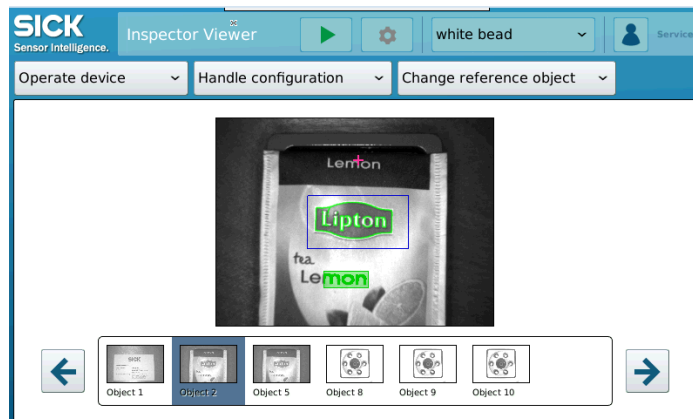 SICK
Sensor Intelligence.
Inspector Viewer
white bead
Service
Operate device
Handle configuration
Change reference object
Lemon
Lipton
tea
Lemon
SICK
Object 1
Object 2
Object 5
Object 8
Object 9
Object 10